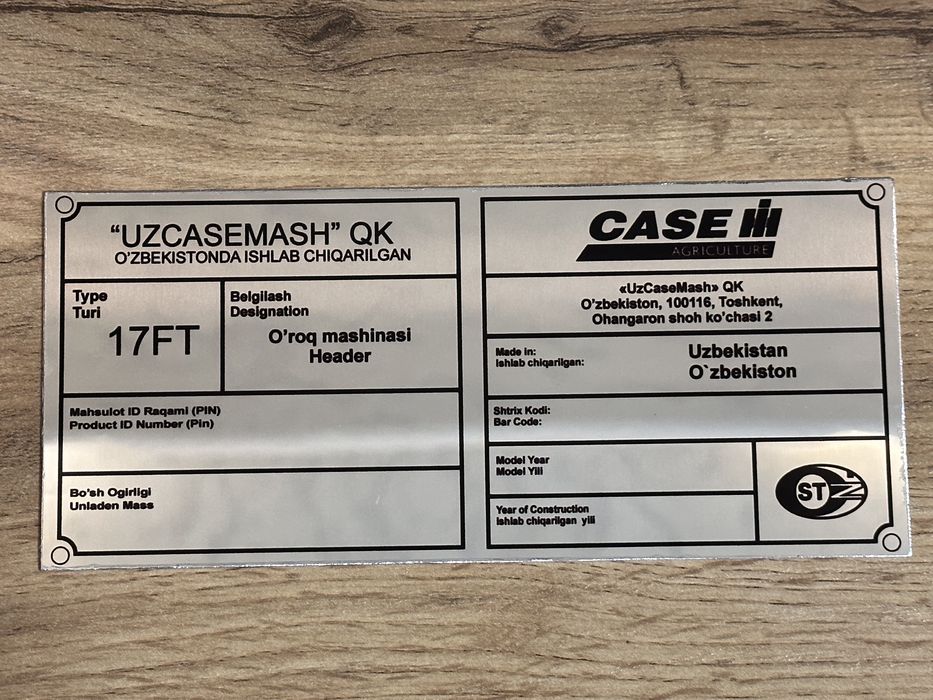 “UZCASEMASH” QK
O’ZBEKISTONDA ISHLAB CHIQARILGAN
Type
Turi
17FT
Belgilash
Designation
O’roq mashinasi
Header
Mahsulot ID Raqami (PIN)
Product ID Number (Pin)
Bo’sh Ogirligi
Unladen Mass
CASE IH
AGRICULTURE
«UzCaseMash» QK
O’zbekiston, 100116, Toshkent,
Ohangaron shoh ko’chasi 2
Made in:
ishlab chiqarilgan:
Uzbekistan
O`zbekiston
Shtrix Kodi:
Bar Code:
Model Year
Model Yili
Year of Construction
ishlab chiqarilgan yili
ST